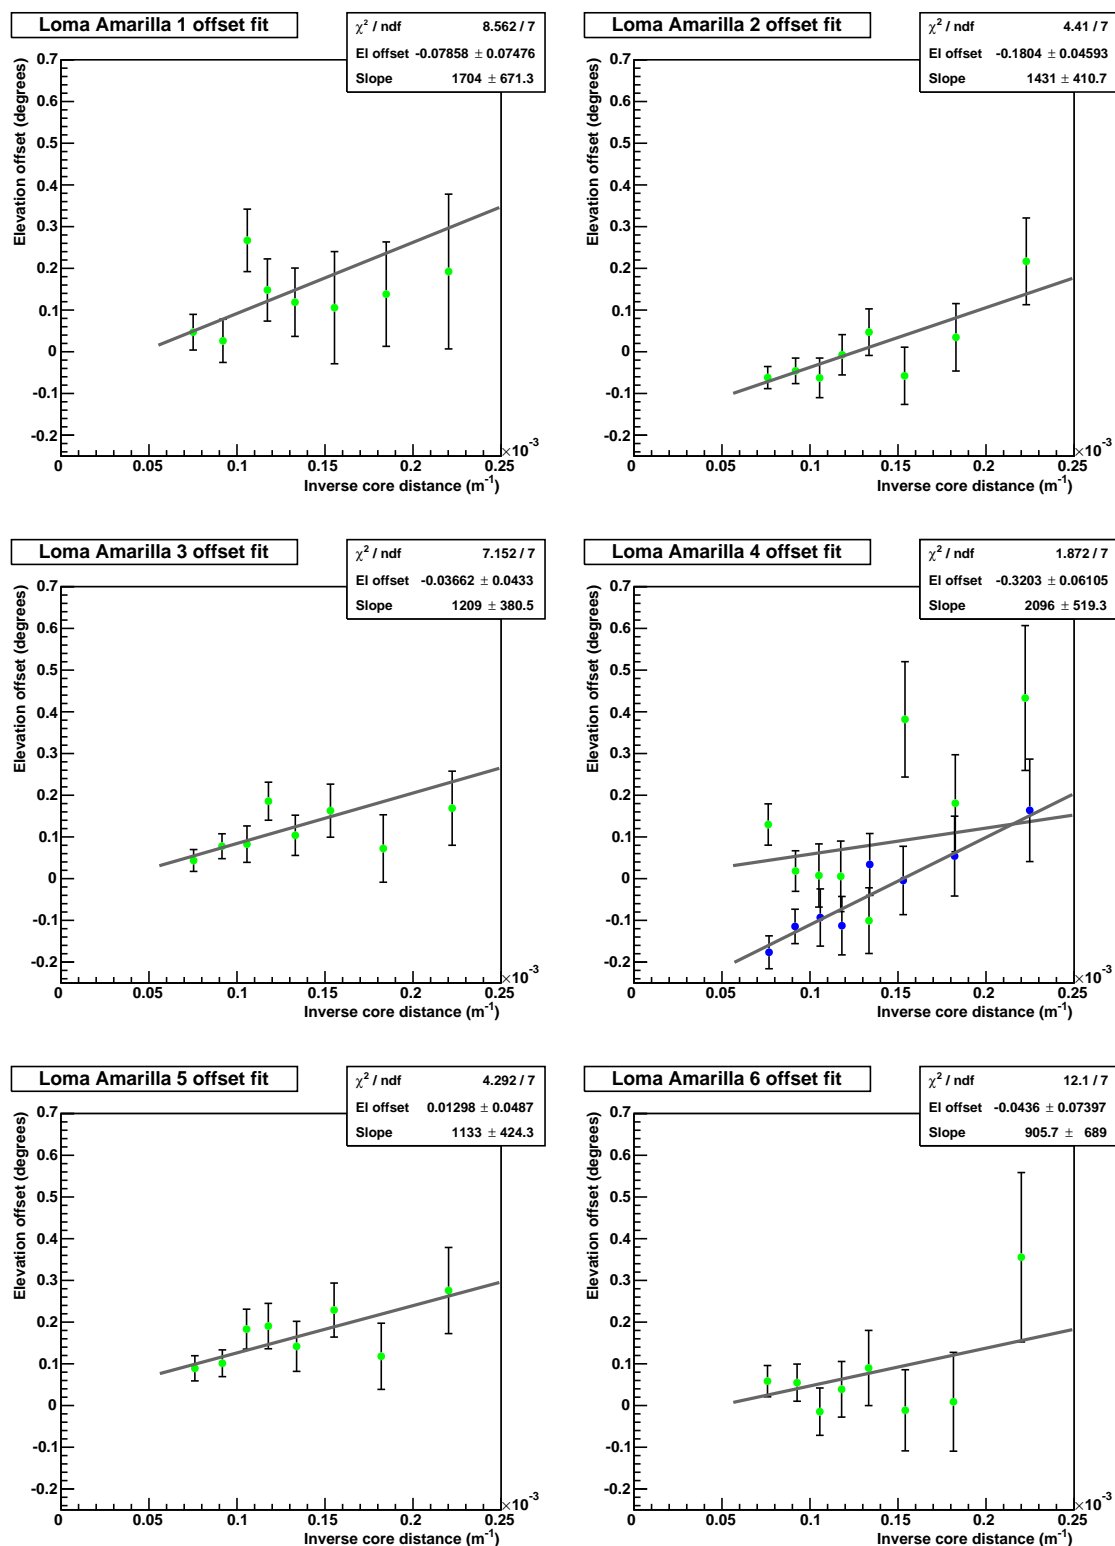 Loma Amarilla 1 offset fit
χ² / ndf 8.562 / 7
El offset -0.07858 ± 0.07476
Slope 1704 ± 671.3
Elevation offset (degrees)
0.7
0.6
0.5
0.4
0.3
0.2
0.1
0
-0.1
-0.2
0 0.05 0.1 0.15 0.2 0.25
×10⁻³
Inverse core distance (m⁻¹)
Loma Amarilla 2 offset fit
χ² / ndf 4.41 / 7
El offset -0.1804 ± 0.04593
Slope 1431 ± 410.7
Elevation offset (degrees)
0.7
0.6
0.5
0.4
0.3
0.2
0.1
0
-0.1
-0.2
0 0.05 0.1 0.15 0.2 0.25
×10⁻³
Inverse core distance (m⁻¹)
Loma Amarilla 3 offset fit
χ² / ndf 7.152 / 7
El offset -0.03662 ± 0.0433
Slope 1209 ± 380.5
Elevation offset (degrees)
0.7
0.6
0.5
0.4
0.3
0.2
0.1
0
-0.1
-0.2
0 0.05 0.1 0.15 0.2 0.25
×10⁻³
Inverse core distance (m⁻¹)
Loma Amarilla 4 offset fit
χ² / ndf 1.872 / 7
El offset -0.3203 ± 0.06105
Slope 2096 ± 519.3
Elevation offset (degrees)
0.7
0.6
0.5
0.4
0.3
0.2
0.1
0
-0.1
-0.2
0 0.05 0.1 0.15 0.2 0.25
×10⁻³
Inverse core distance (m⁻¹)
Loma Amarilla 5 offset fit
χ² / ndf 4.292 / 7
El offset 0.01298 ± 0.0487
Slope 1133 ± 424.3
Elevation offset (degrees)
0.7
0.6
0.5
0.4
0.3
0.2
0.1
0
-0.1
-0.2
0 0.05 0.1 0.15 0.2 0.25
×10⁻³
Inverse core distance (m⁻¹)
Loma Amarilla 6 offset fit
χ² / ndf 12.1 / 7
El offset -0.0436 ± 0.07397
Slope 905.7 ± 689
Elevation offset (degrees)
0.7
0.6
0.5
0.4
0.3
0.2
0.1
0
-0.1
-0.2
0 0.05 0.1 0.15 0.2 0.25
×10⁻³
Inverse core distance (m⁻¹)